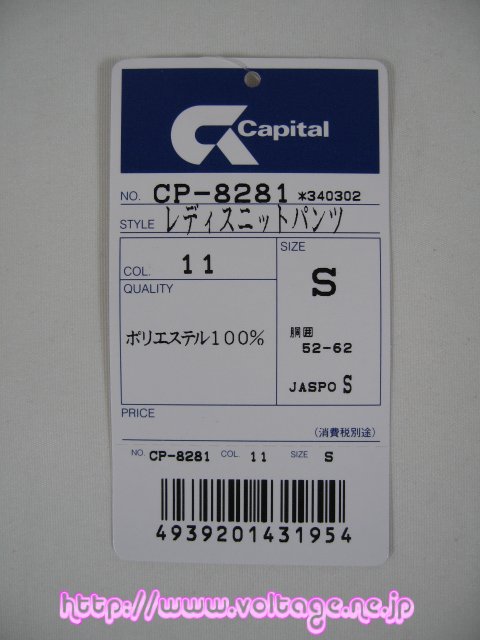 Capital
NO. CP-8281 *340302
STYLE レディスニットパンツ
COL. 11
QUALITY
ポリエステル100%
SIZE
S
胴囲
52-62
JASPO S
PRICE
(消費税別途)
NO. CP-8281 COL. 11 SIZE S
4939201431954
http://www.voltage.ne.jp